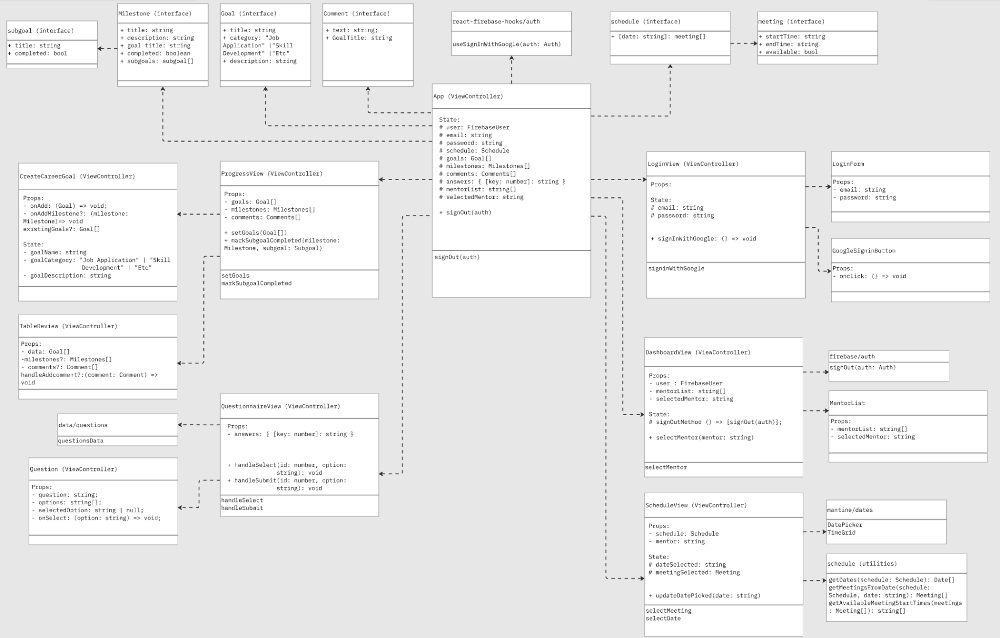 subgoal (interface)
+ title: string
+ completed: bool
Milestone (interface)
+ title: string
+ description: string
+ goal title: string
+ completed: boolean
+ subgoals: subgoal[]
Goal (interface)
+ title: string
+ category: "Job
Application" |"Skill
Development" |"Etc"
+ description: string
Comment (interface)
+ text: string;
+ GoalTitle: string
react-firebase-hooks/auth
useSignInWithGoogle(auth: Auth)
schedule (interface)
+ [date: string]: meeting[]
meeting (interface)
+ startTime: string
+ endTime: string
+ available: bool
App (ViewController)
State:
# user: FirebaseUser
# email: string
# password: string
# schedule: Schedule
# goals: Goal[]
# milestones: Milestones[]
# comments: Comments[]
# answers: { [key: number]: string }
# mentorList: string[]
# selectedMentor: string
+ signOut(auth)
signOut(auth)
CreateCareerGoal (ViewController)
Props:
- onAdd: (Goal) => void;
- onAddMilestone?: (milestone:
Milestone)=> void
existingGoals?: Goal[]
State:
- goalName: string
- goalCategory: "Job Application" | "Skill
Development" | "Etc"
- goalDescription: string
ProgressView (ViewController)
Props:
- goals: Goal[]
- milestones: Milestones[]
- comments: Comments[]
+ setGoals(Goal[])
+ markSubgoalCompleted(milestone:
Milestone, subgoal: Subgoal)
setGoals
markSubgoalCompleted
LoginView (ViewController)
Props:
State:
# email: string
# password: string
+ signInWithGoogle: () => void
signinWithGoogle
LoginForm
Props:
- email: string
- password: string
GoogleSigninButton
Props:
- onclick: () => void
TableReview (ViewController)
Props:
- data: Goal[]
-milestones?: Milestones[]
- comments?: Comment[]
handleAddcomment?:(comment: Comment) =>
void
data/questions
questionsData
Question (ViewController)
Props:
- question: string;
- options: string[];
- selectedOption: string | null;
- onSelect: (option: string) => void;
QuestionnaireView (ViewController)
Props:
- answers: { [key: number]: string }
+ handleSelect(id: number, option:
string): void
+ handleSubmit(id: number, option:
string): void
handleSelect
handleSubmit
DashboardView (ViewController)
Props:
- user : FirebaseUser
- mentorList: string[]
- selectedMentor: string
State:
# signOutMethod () => {signOut(auth)};
+ selectMentor(mentor: string)
selectMentor
firebase/auth
signOut(auth: Auth)
MentorList
Props:
- mentorList: string[]
- selectedMentor: string
ScheduleView (ViewController)
Props:
- schedule: Schedule
- mentor: string
State:
# dateSelected: string
# meetingSelected: Meeting
+ updateDatePicked(date: string)
selectMeeting
selectDate
mantine/dates
DatePicker
TimeGrid
schedule (utilities)
getDates(schedule: Schedule): Date[]
getMeetingsFromDate(schedule:
Schedule, date: string): Meeting[]
getAvailableMeetingStartTimes(meetings
: Meeting[]): string[]